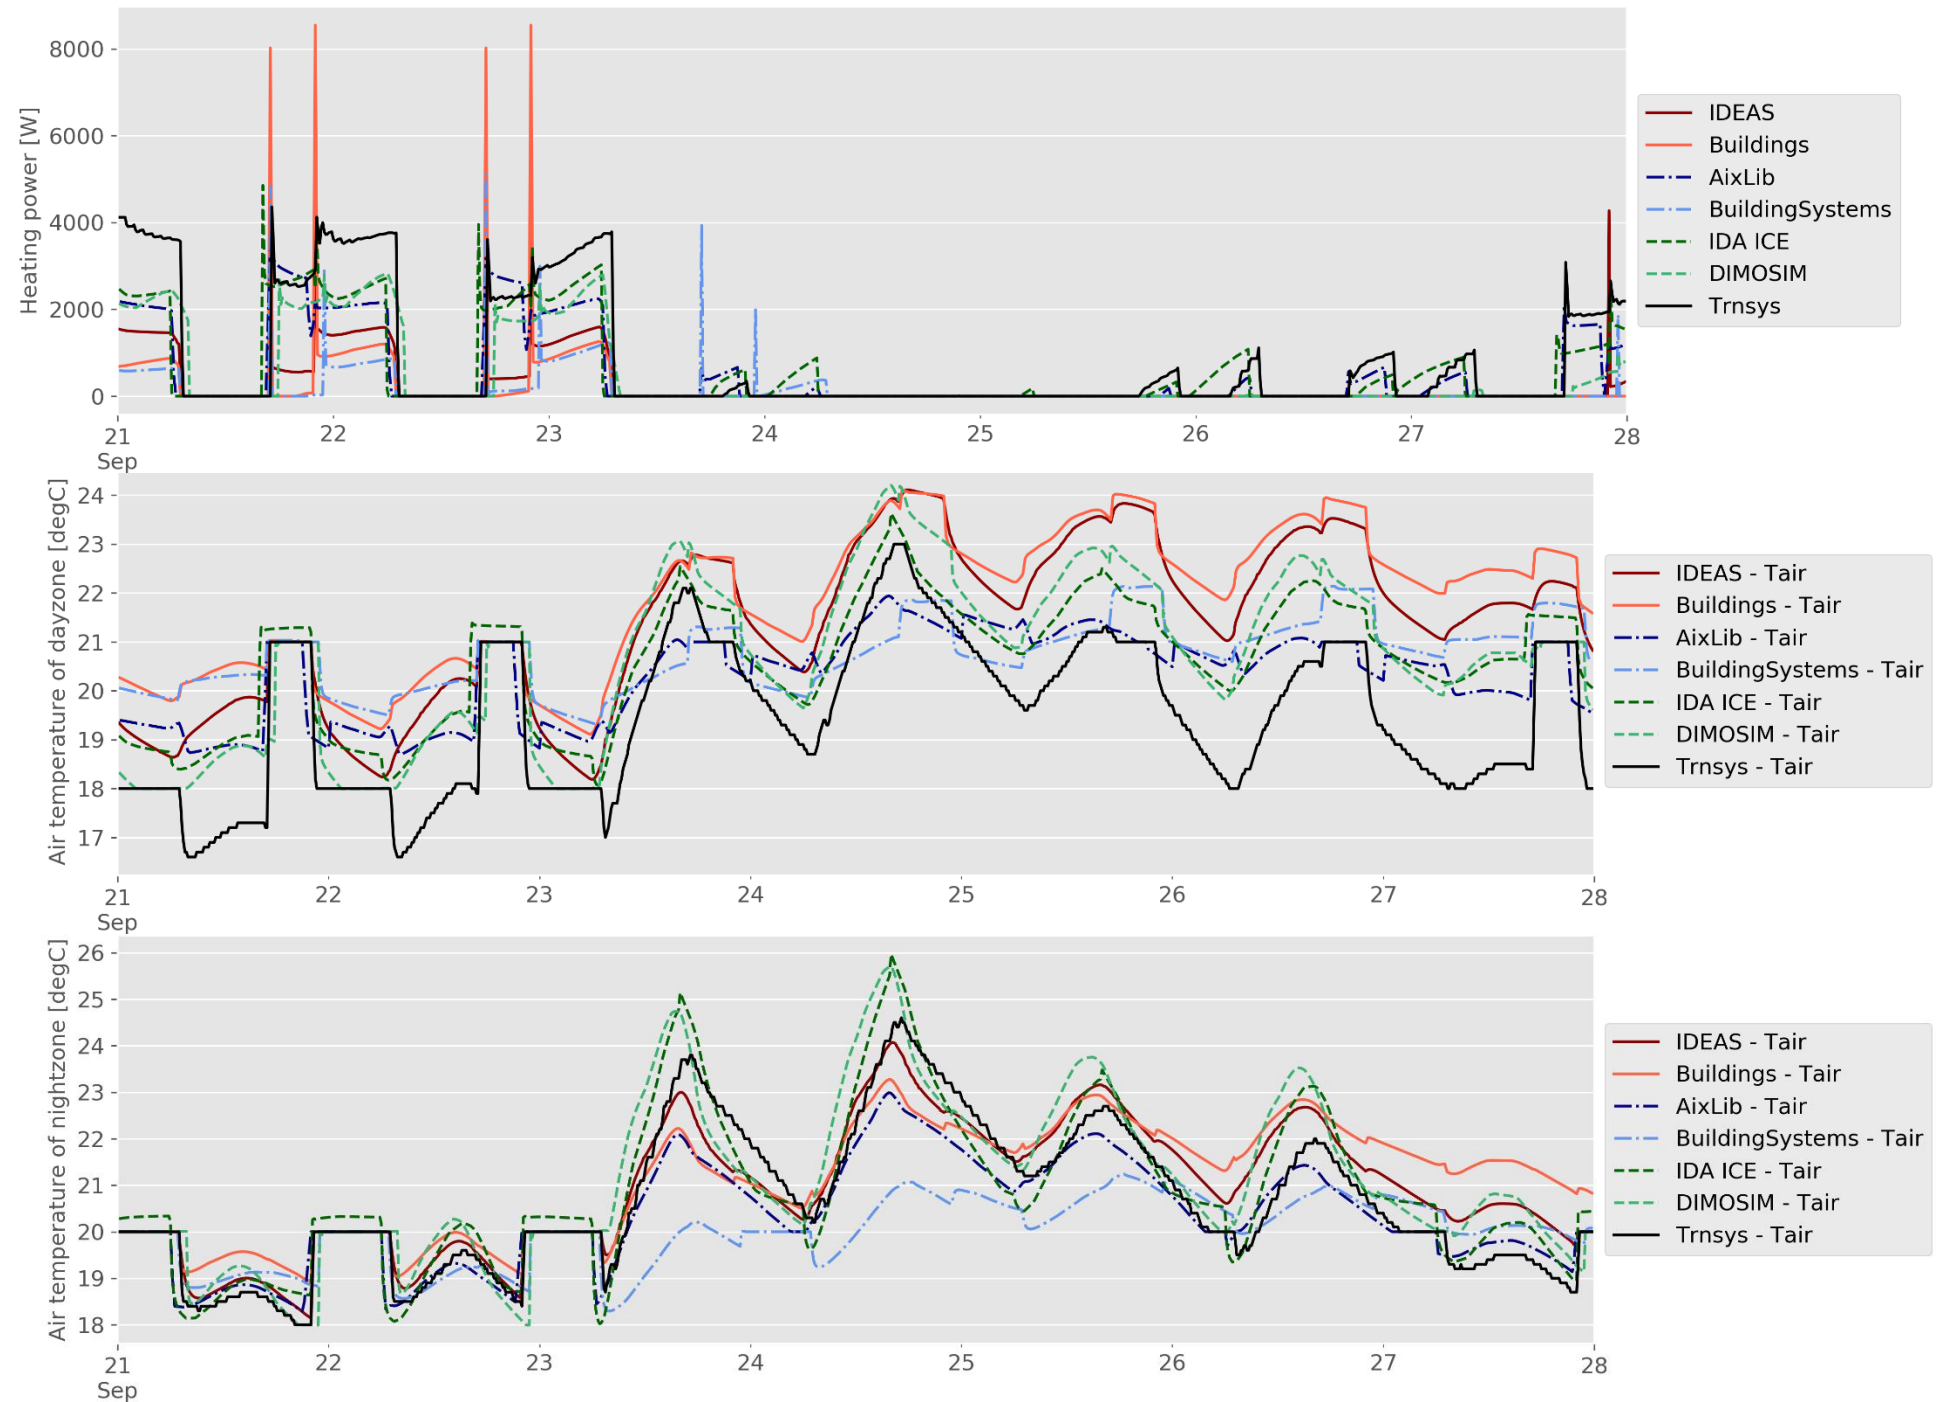 Heating power [W]
8000
6000
4000
2000
0
21
22
23
24
25
26
27
28
Sep
IDEAS
Buildings
AixLib
BuildingSystems
IDA ICE
DIMOSIM
Trnsys
Air temperature of dayzone [degC]
24
23
22
21
20
19
18
17
21
22
23
24
25
26
27
28
Sep
IDEAS - Tair
Buildings - Tair
AixLib - Tair
BuildingSystems - Tair
IDA ICE - Tair
DIMOSIM - Tair
Trnsys - Tair
Air temperature of nightzone [degC]
26
25
24
23
22
21
20
19
18
21
22
23
24
25
26
27
28
Sep
IDEAS - Tair
Buildings - Tair
AixLib - Tair
BuildingSystems - Tair
IDA ICE - Tair
DIMOSIM - Tair
Trnsys - Tair